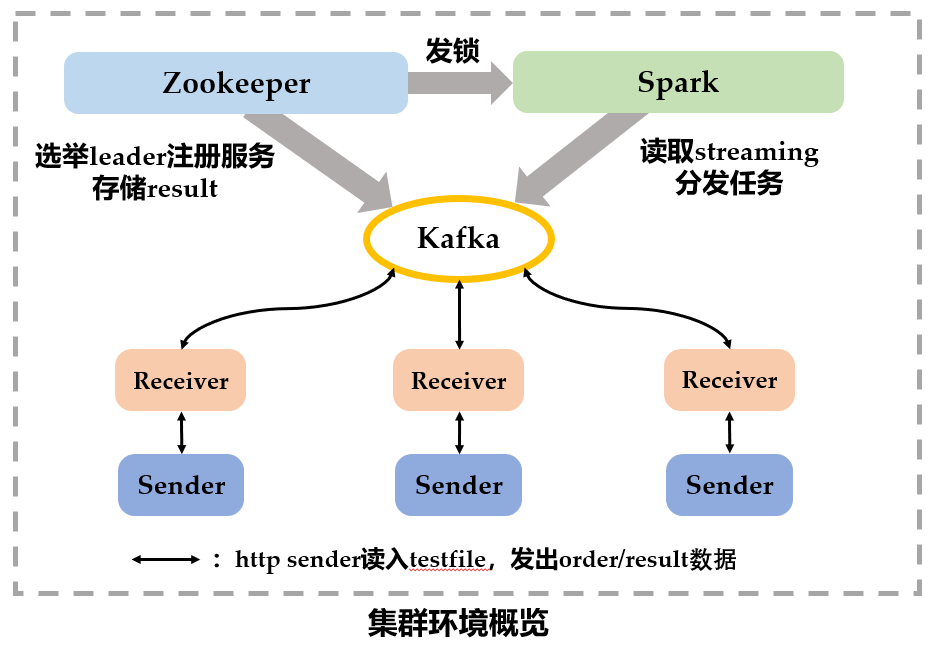 发锁
Zookeeper
Spark
选举leader注册服务
存储result
读取streaming
分发任务
Kafka
Receiver
Receiver
Receiver
Sender
Sender
Sender
：http sender读入testfile，发出order/result数据
集群环境概览